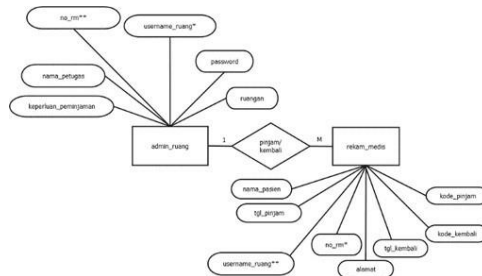 no_rm**
username_ruang*
password
nama_petugas
ruangan
keperluan_peminjaman
admin_ruang
1
pinjam/
kembali
M
rekam_medis
nama_pasien
kode_pinjam
tgl_pinjam
kode_kembali
no_rm*
tgl_kembali
username_ruang**
alamat